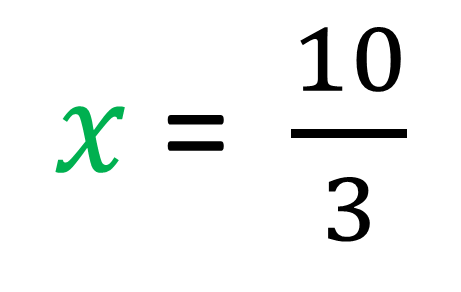 x = 10/3